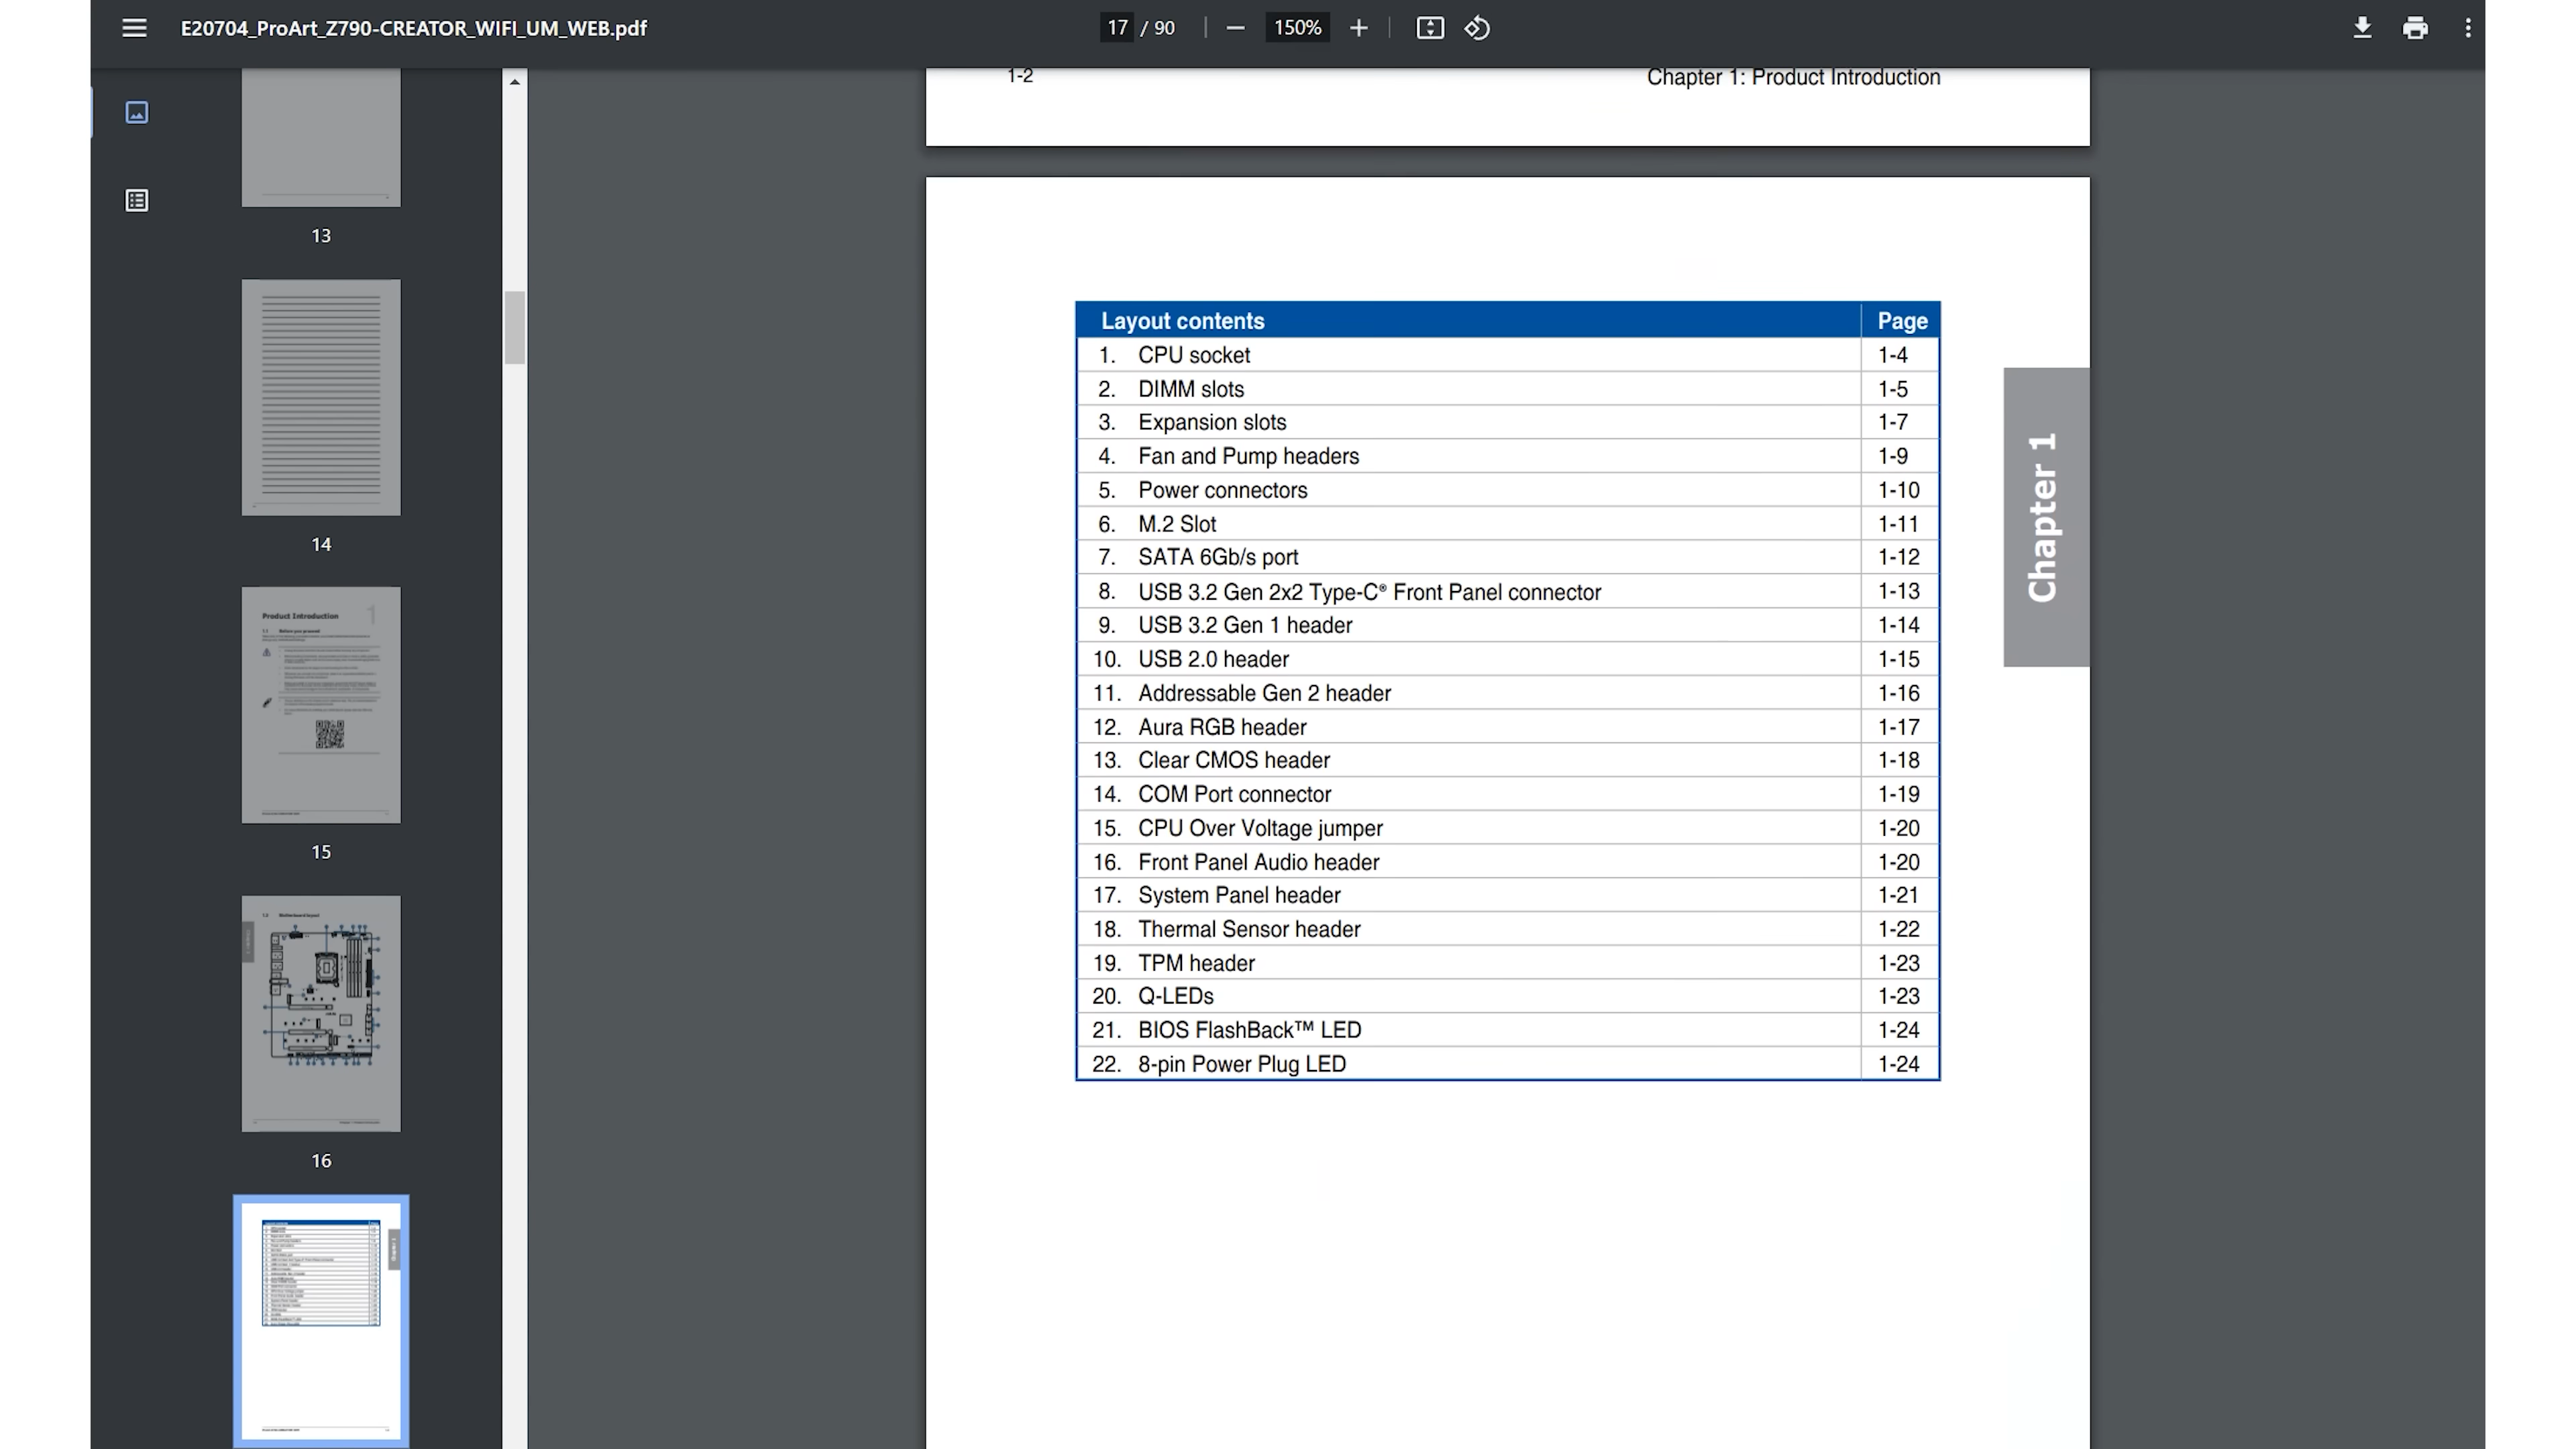 E20704_ProArt_Z790-CREATOR_WIFI_UM_WEB.pdf
17 / 90
150%
13
14
Product Introduction
1
15
16
1-2 Chapter 1: Product Introduction
Layout contents Page
1. CPU socket 1-4
2. DIMM slots 1-5
3. Expansion slots 1-7
4. Fan and Pump headers 1-9
5. Power connectors 1-10
6. M.2 Slot 1-11
7. SATA 6Gb/s port 1-12
8. USB 3.2 Gen 2x2 Type-C® Front Panel connector 1-13
9. USB 3.2 Gen 1 header 1-14
10. USB 2.0 header 1-15
11. Addressable Gen 2 header 1-16
12. Aura RGB header 1-17
13. Clear CMOS header 1-18
14. COM Port connector 1-19
15. CPU Over Voltage jumper 1-20
16. Front Panel Audio header 1-20
17. System Panel header 1-21
18. Thermal Sensor header 1-22
19. TPM header 1-23
20. Q-LEDs 1-23
21. BIOS FlashBack™ LED 1-24
22. 8-pin Power Plug LED 1-24
Chapter 1